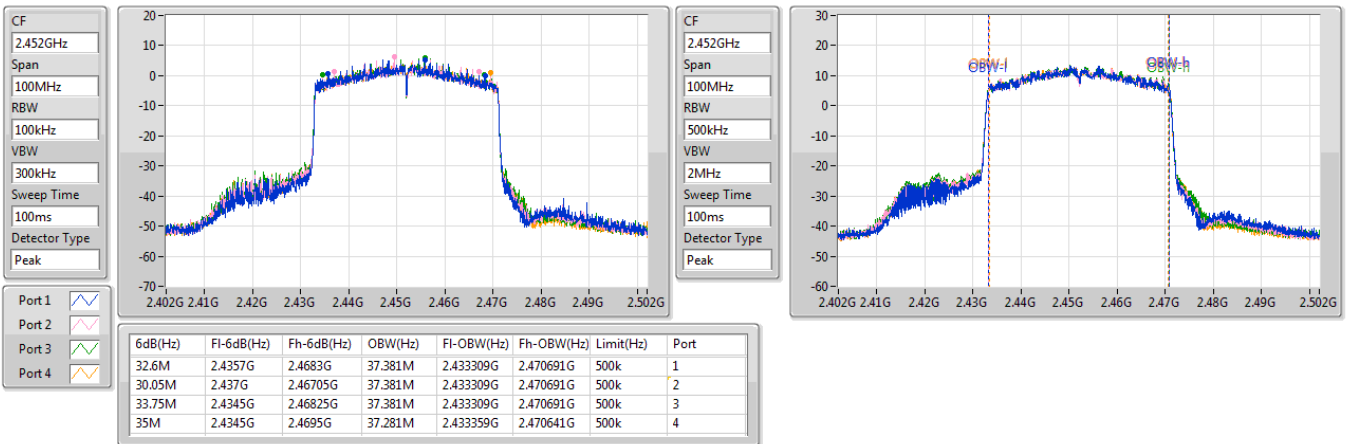 CF
2.452GHz
Span
100MHz
RBW
100kHz
VBW
300kHz
Sweep Time
100ms
Detector Type
Peak
20
10
0
-10
-20
-30
-40
-50
-60
-70
2.402G 2.41G 2.42G 2.43G 2.44G 2.45G 2.46G 2.47G 2.48G 2.49G 2.502G
CF
2.452GHz
Span
100MHz
RBW
500kHz
VBW
2MHz
Sweep Time
100ms
Detector Type
Peak
30
20
10
0
-10
-20
-30
-40
-50
-60
OBW-l OBW-h
2.402G 2.41G 2.42G 2.43G 2.44G 2.45G 2.46G 2.47G 2.48G 2.49G 2.502G
Port 1
Port 2
Port 3
Port 4
6dB(Hz) Fl-6dB(Hz) Fh-6dB(Hz) OBW(Hz) Fl-OBW(Hz) Fh-OBW(Hz) Limit(Hz) Port
32.6M 2.4357G 2.4683G 37.381M 2.433309G 2.470691G 500k 1
30.05M 2.437G 2.46705G 37.381M 2.433309G 2.470691G 500k 2
33.75M 2.4345G 2.46825G 37.381M 2.433309G 2.470691G 500k 3
35M 2.4345G 2.4695G 37.281M 2.433359G 2.470641G 500k 4